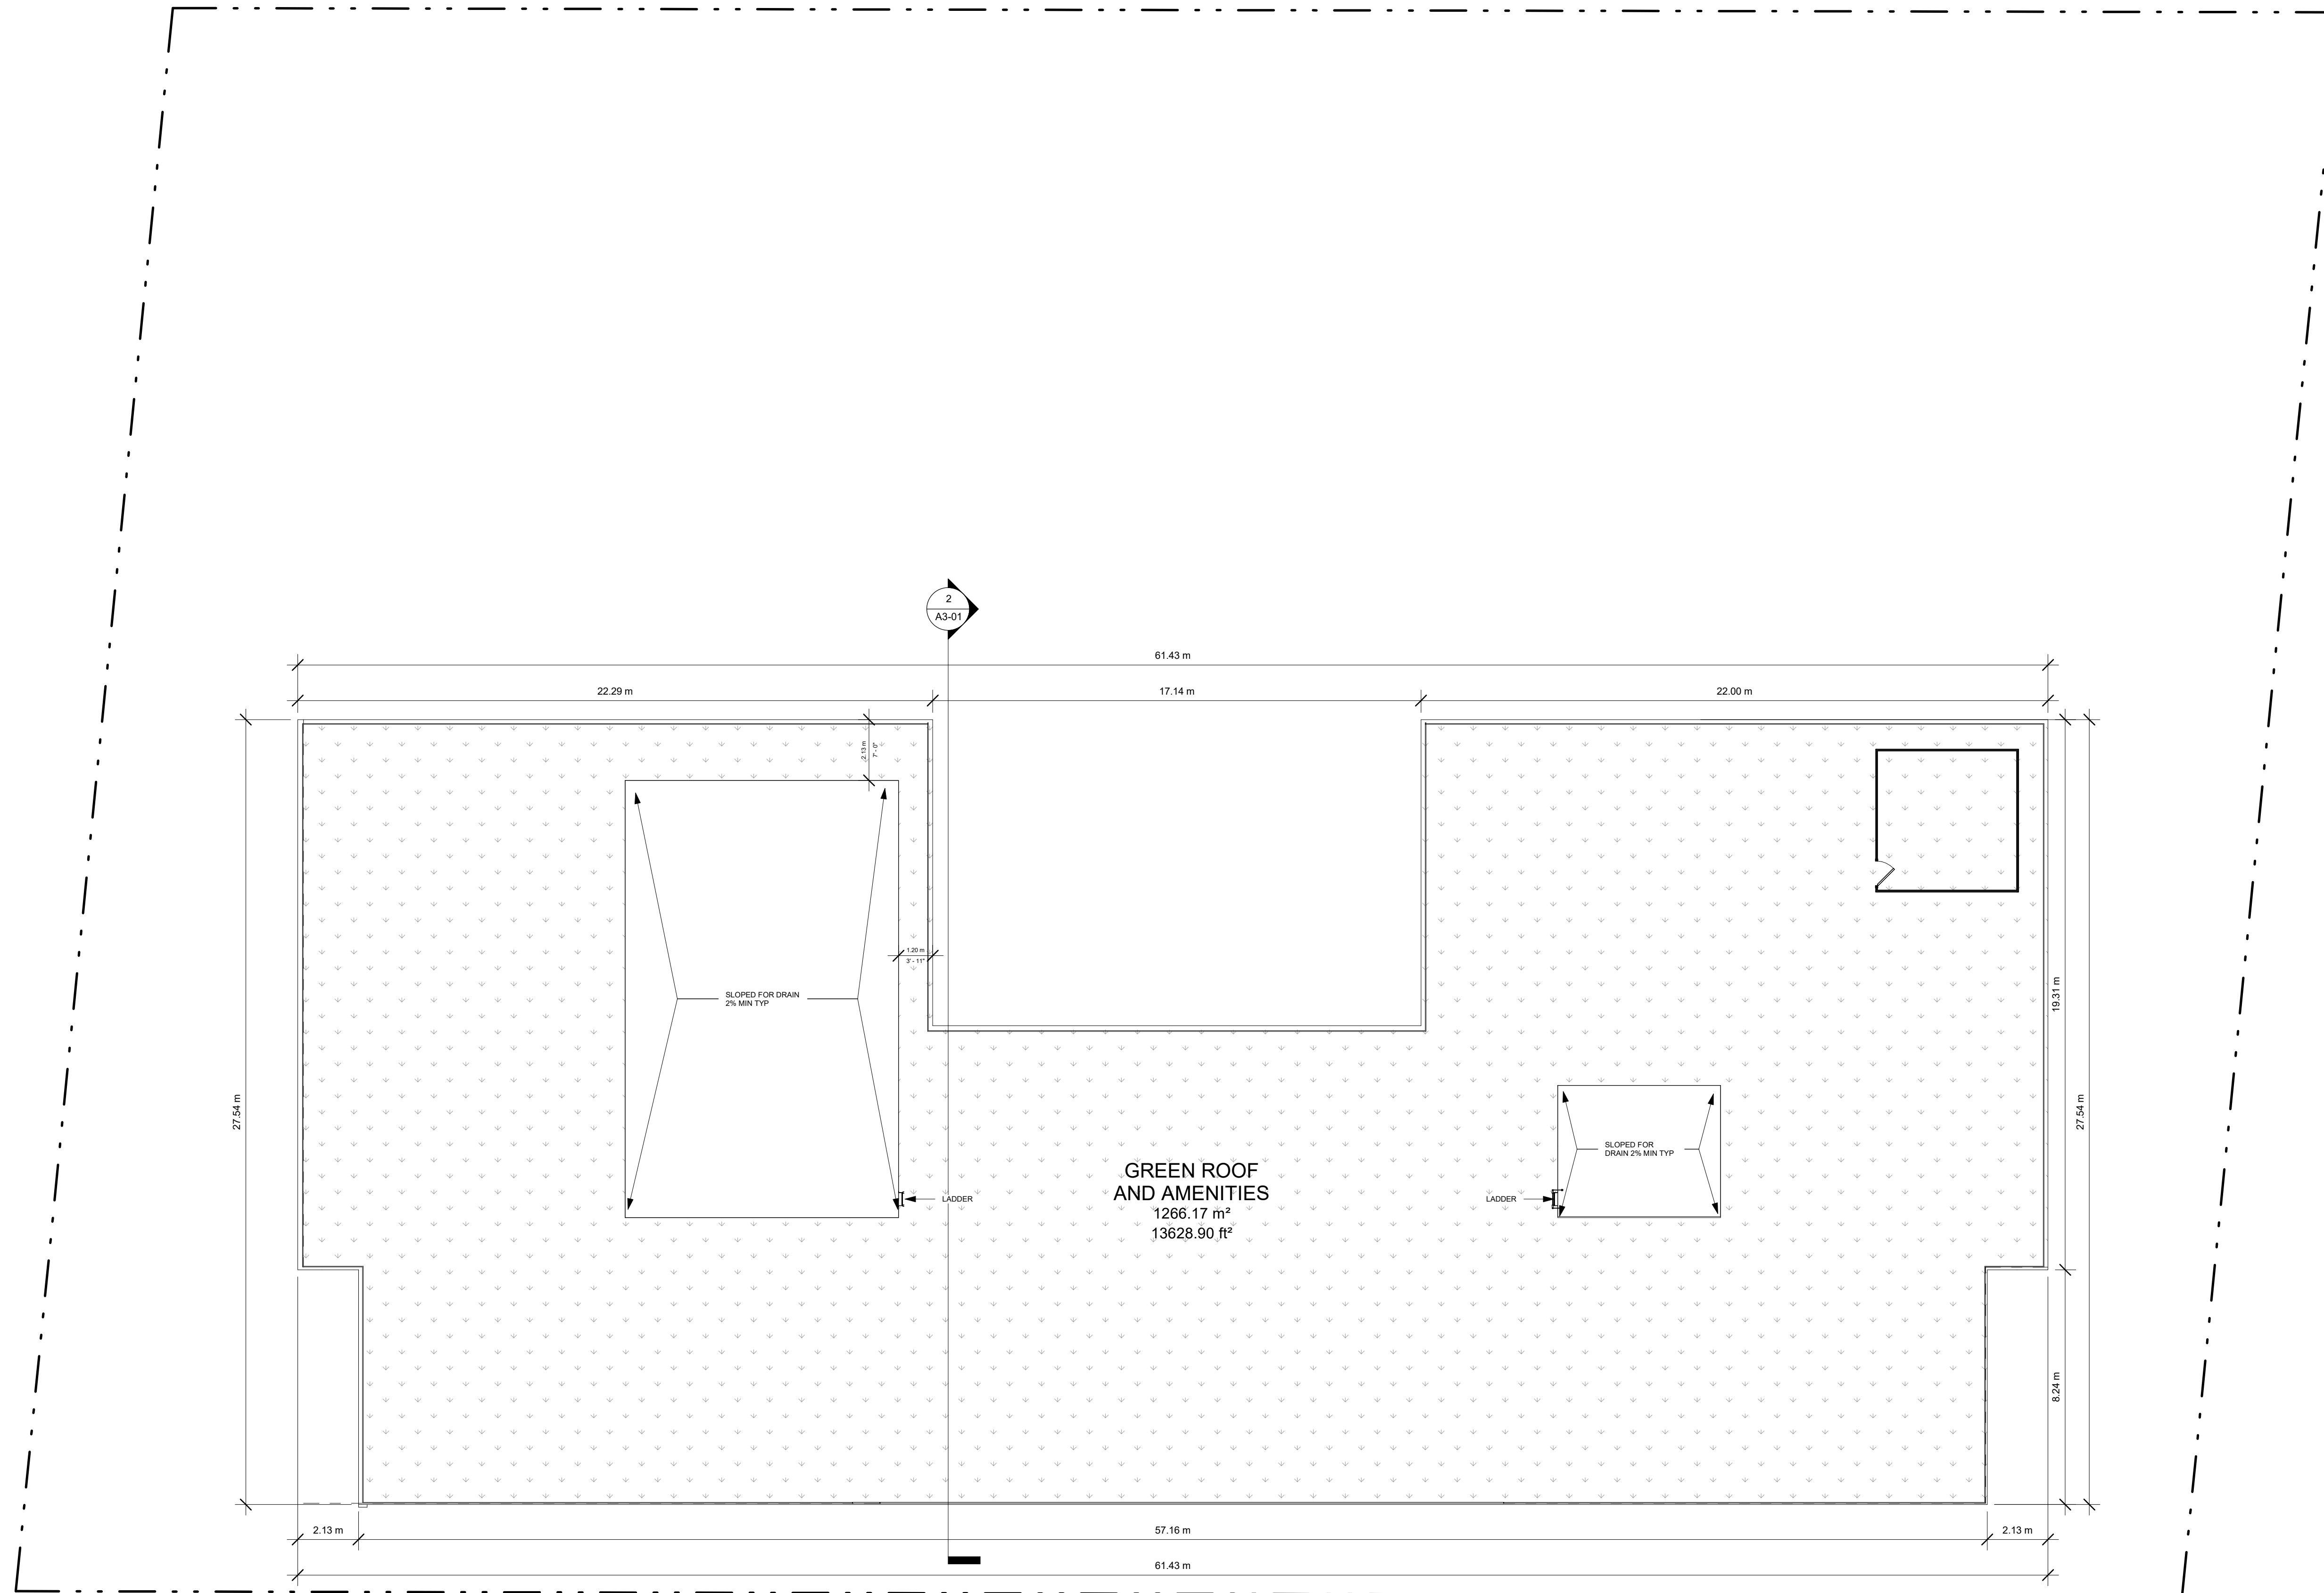 2
A3-01
61.43 m
22.29 m
17.14 m
22.00 m
2.13 m
7' - 0"
1.20 m
3' - 11"
SLOPED FOR DRAIN
2% MIN TYP
19.31 m
27.54 m
27.54 m
SLOPED FOR
DRAIN 2% MIN TYP
GREEN ROOF
AND AMENITIES
1266.17 m²
13628.90 ft²
LADDER
LADDER
8.24 m
2.13 m
57.16 m
2.13 m
61.43 m